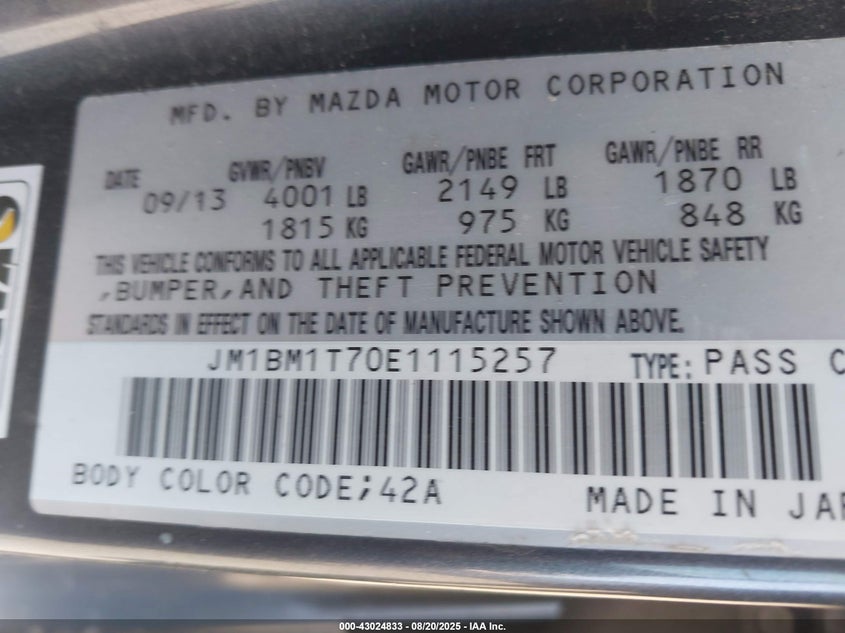 MFD. BY MAZDA MOTOR CORPORATION
DATE GVWR/PNBV GAWR/PNBE FRT GAWR/PNBE RR
09/13 4001 LB 2149 LB 1870 LB
1815 KG 975 KG 848 KG
THIS VEHICLE CONFORMS TO ALL APPLICABLE FEDERAL MOTOR VEHICLE SAFETY
,BUMPER,AND THEFT PREVENTION
STANDARDS IN EFFECT ON THE DATE OF MANUFACTURE SHOWN ABOVE.
JM1BM1T70E1115257 TYPE: PASS C
BODY COLOR CODE;42A MADE IN JAP
000-43024833 - 08/20/2025 - IAA Inc.